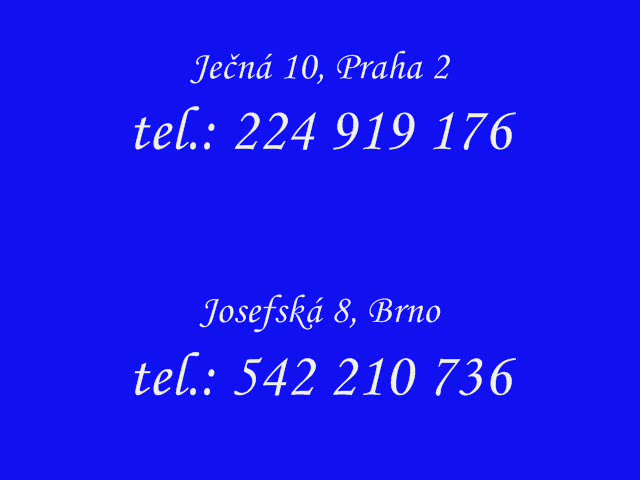 Ječná 10, Praha 2
tel.: 224 919 176
Josefská 8, Brno
tel.: 542 210 736